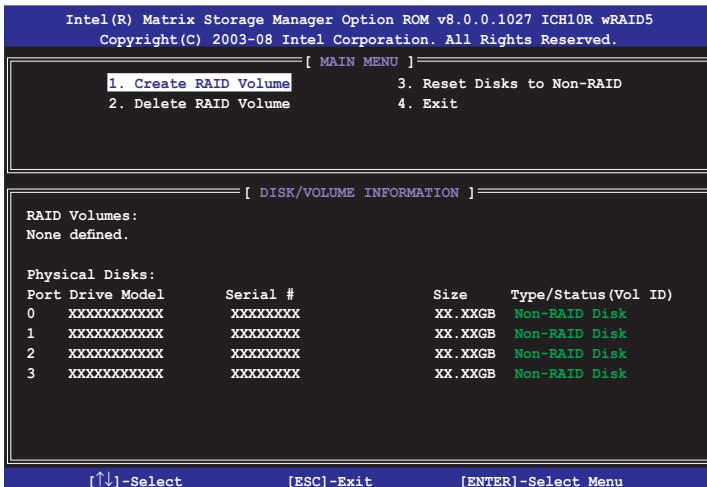 Intel(R) Matrix Storage Manager Option ROM v8.0.0.1027 ICH10R wRAID5
Copyright(C) 2003-08 Intel Corporation. All Rights Reserved.
[ MAIN MENU ]
1. Create RAID Volume 3. Reset Disks to Non-RAID
2. Delete RAID Volume 4. Exit
[ DISK/VOLUME INFORMATION ]
RAID Volumes:
None defined.
Physical Disks:
Port Drive Model Serial # Size Type/Status(Vol ID)
0 XXXXXXXXXXX XXXXXXXX XX.XXGB Non-RAID Disk
1 XXXXXXXXXXX XXXXXXXX XX.XXGB Non-RAID Disk
2 XXXXXXXXXXX XXXXXXXX XX.XXGB Non-RAID Disk
3 XXXXXXXXXXX XXXXXXXX XX.XXGB Non-RAID Disk
[↑↓]-Select [ESC]-Exit [ENTER]-Select Menu